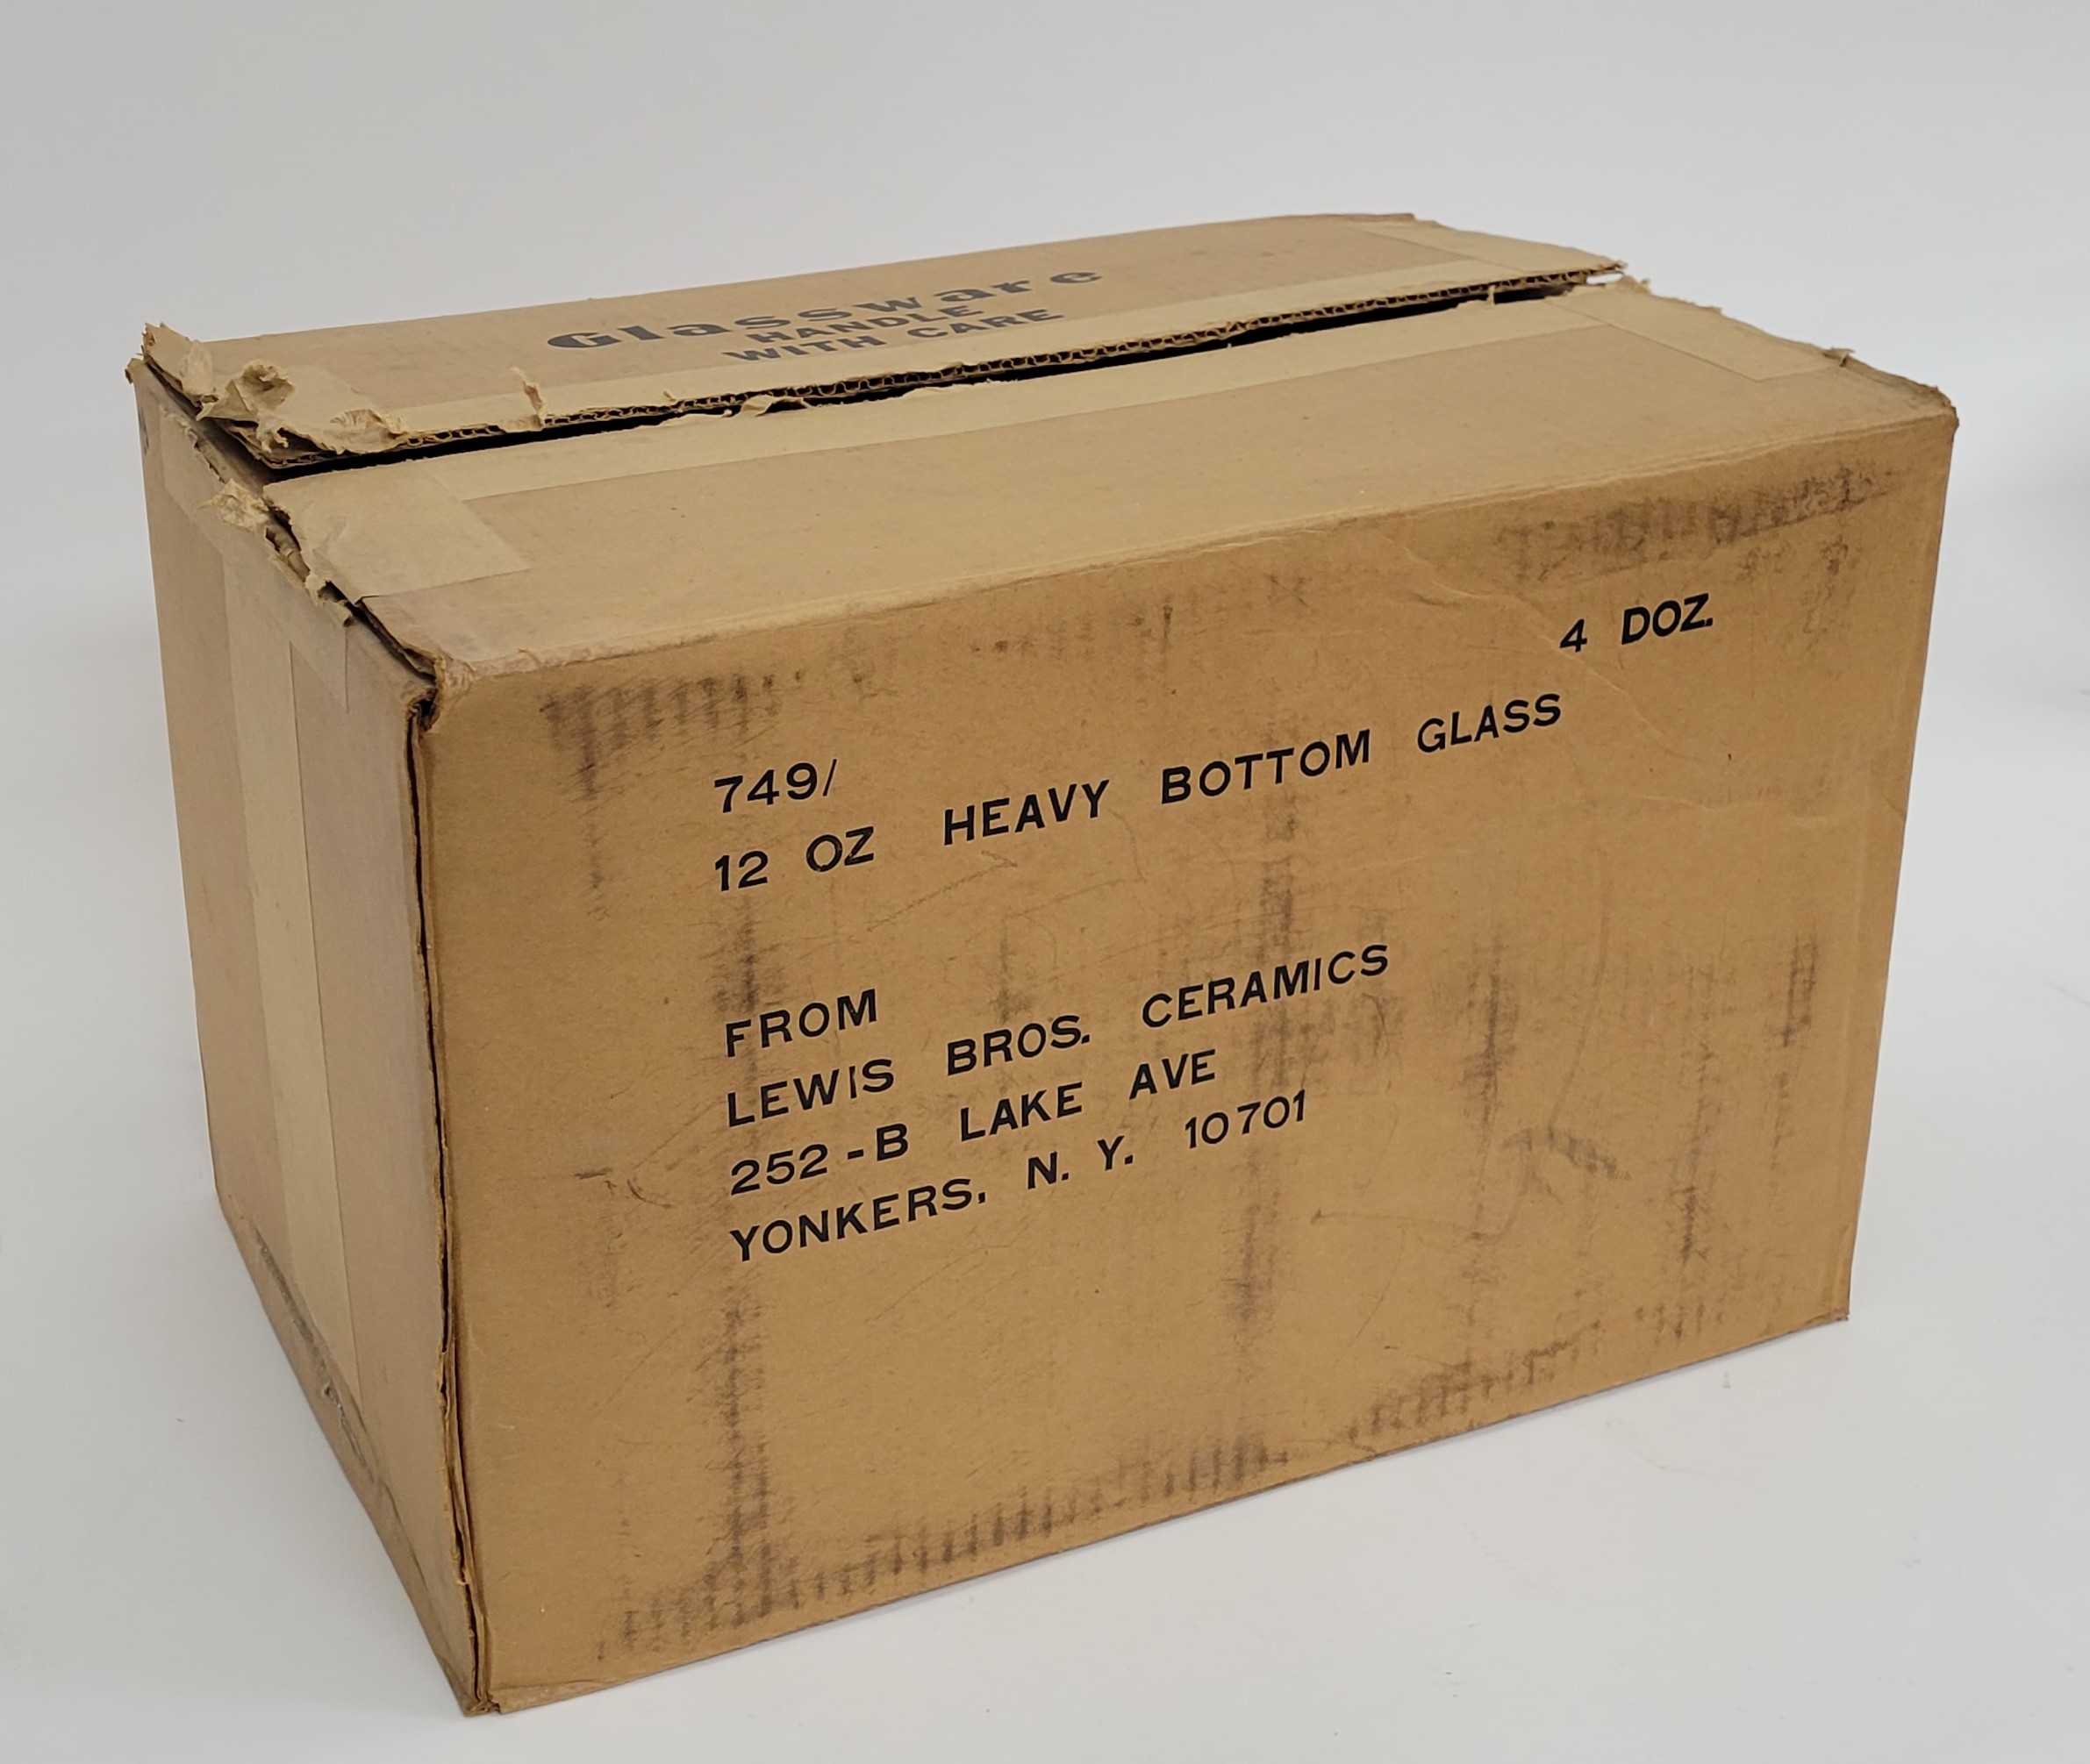 Glassware
HANDLE
WITH CARE
4 DOZ.
749/
12 OZ HEAVY BOTTOM GLASS
FROM
LEWIS BROS. CERAMICS
252-B LAKE AVE
YONKERS, N. Y. 10701